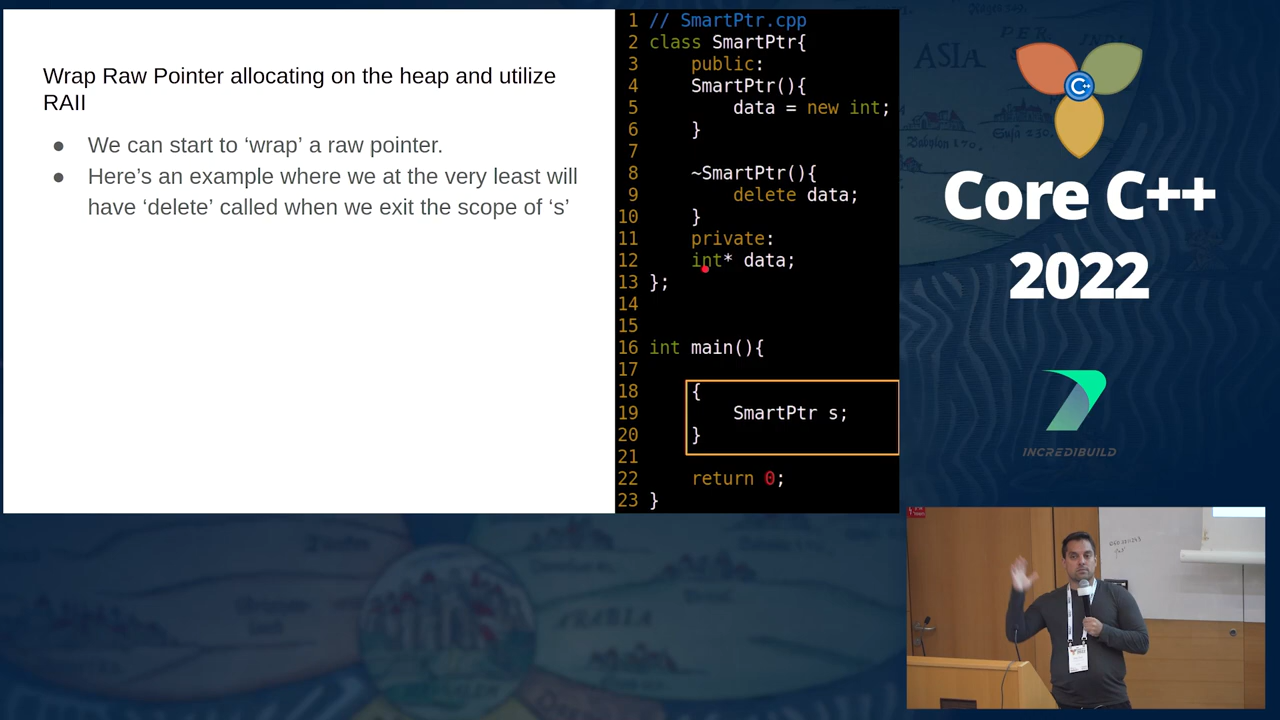 Wrap Raw Pointer allocating on the heap and utilize
RAII
● We can start to ‘wrap’ a raw pointer.
● Here’s an example where we at the very least will
have ‘delete’ called when we exit the scope of ‘s’
1 // SmartPtr.cpp
2 class SmartPtr{
3     public:
4     SmartPtr(){
5         data = new int;
6     }
7
8     ~SmartPtr(){
9         delete data;
10     }
11     private:
12     int* data;
13 };
14
15
16 int main(){
17
18     {
19         SmartPtr s;
20     }
21
22     return 0;
23 }
ASIA
C++
Core C++
2022
INCREDIBUILD
ARABIA